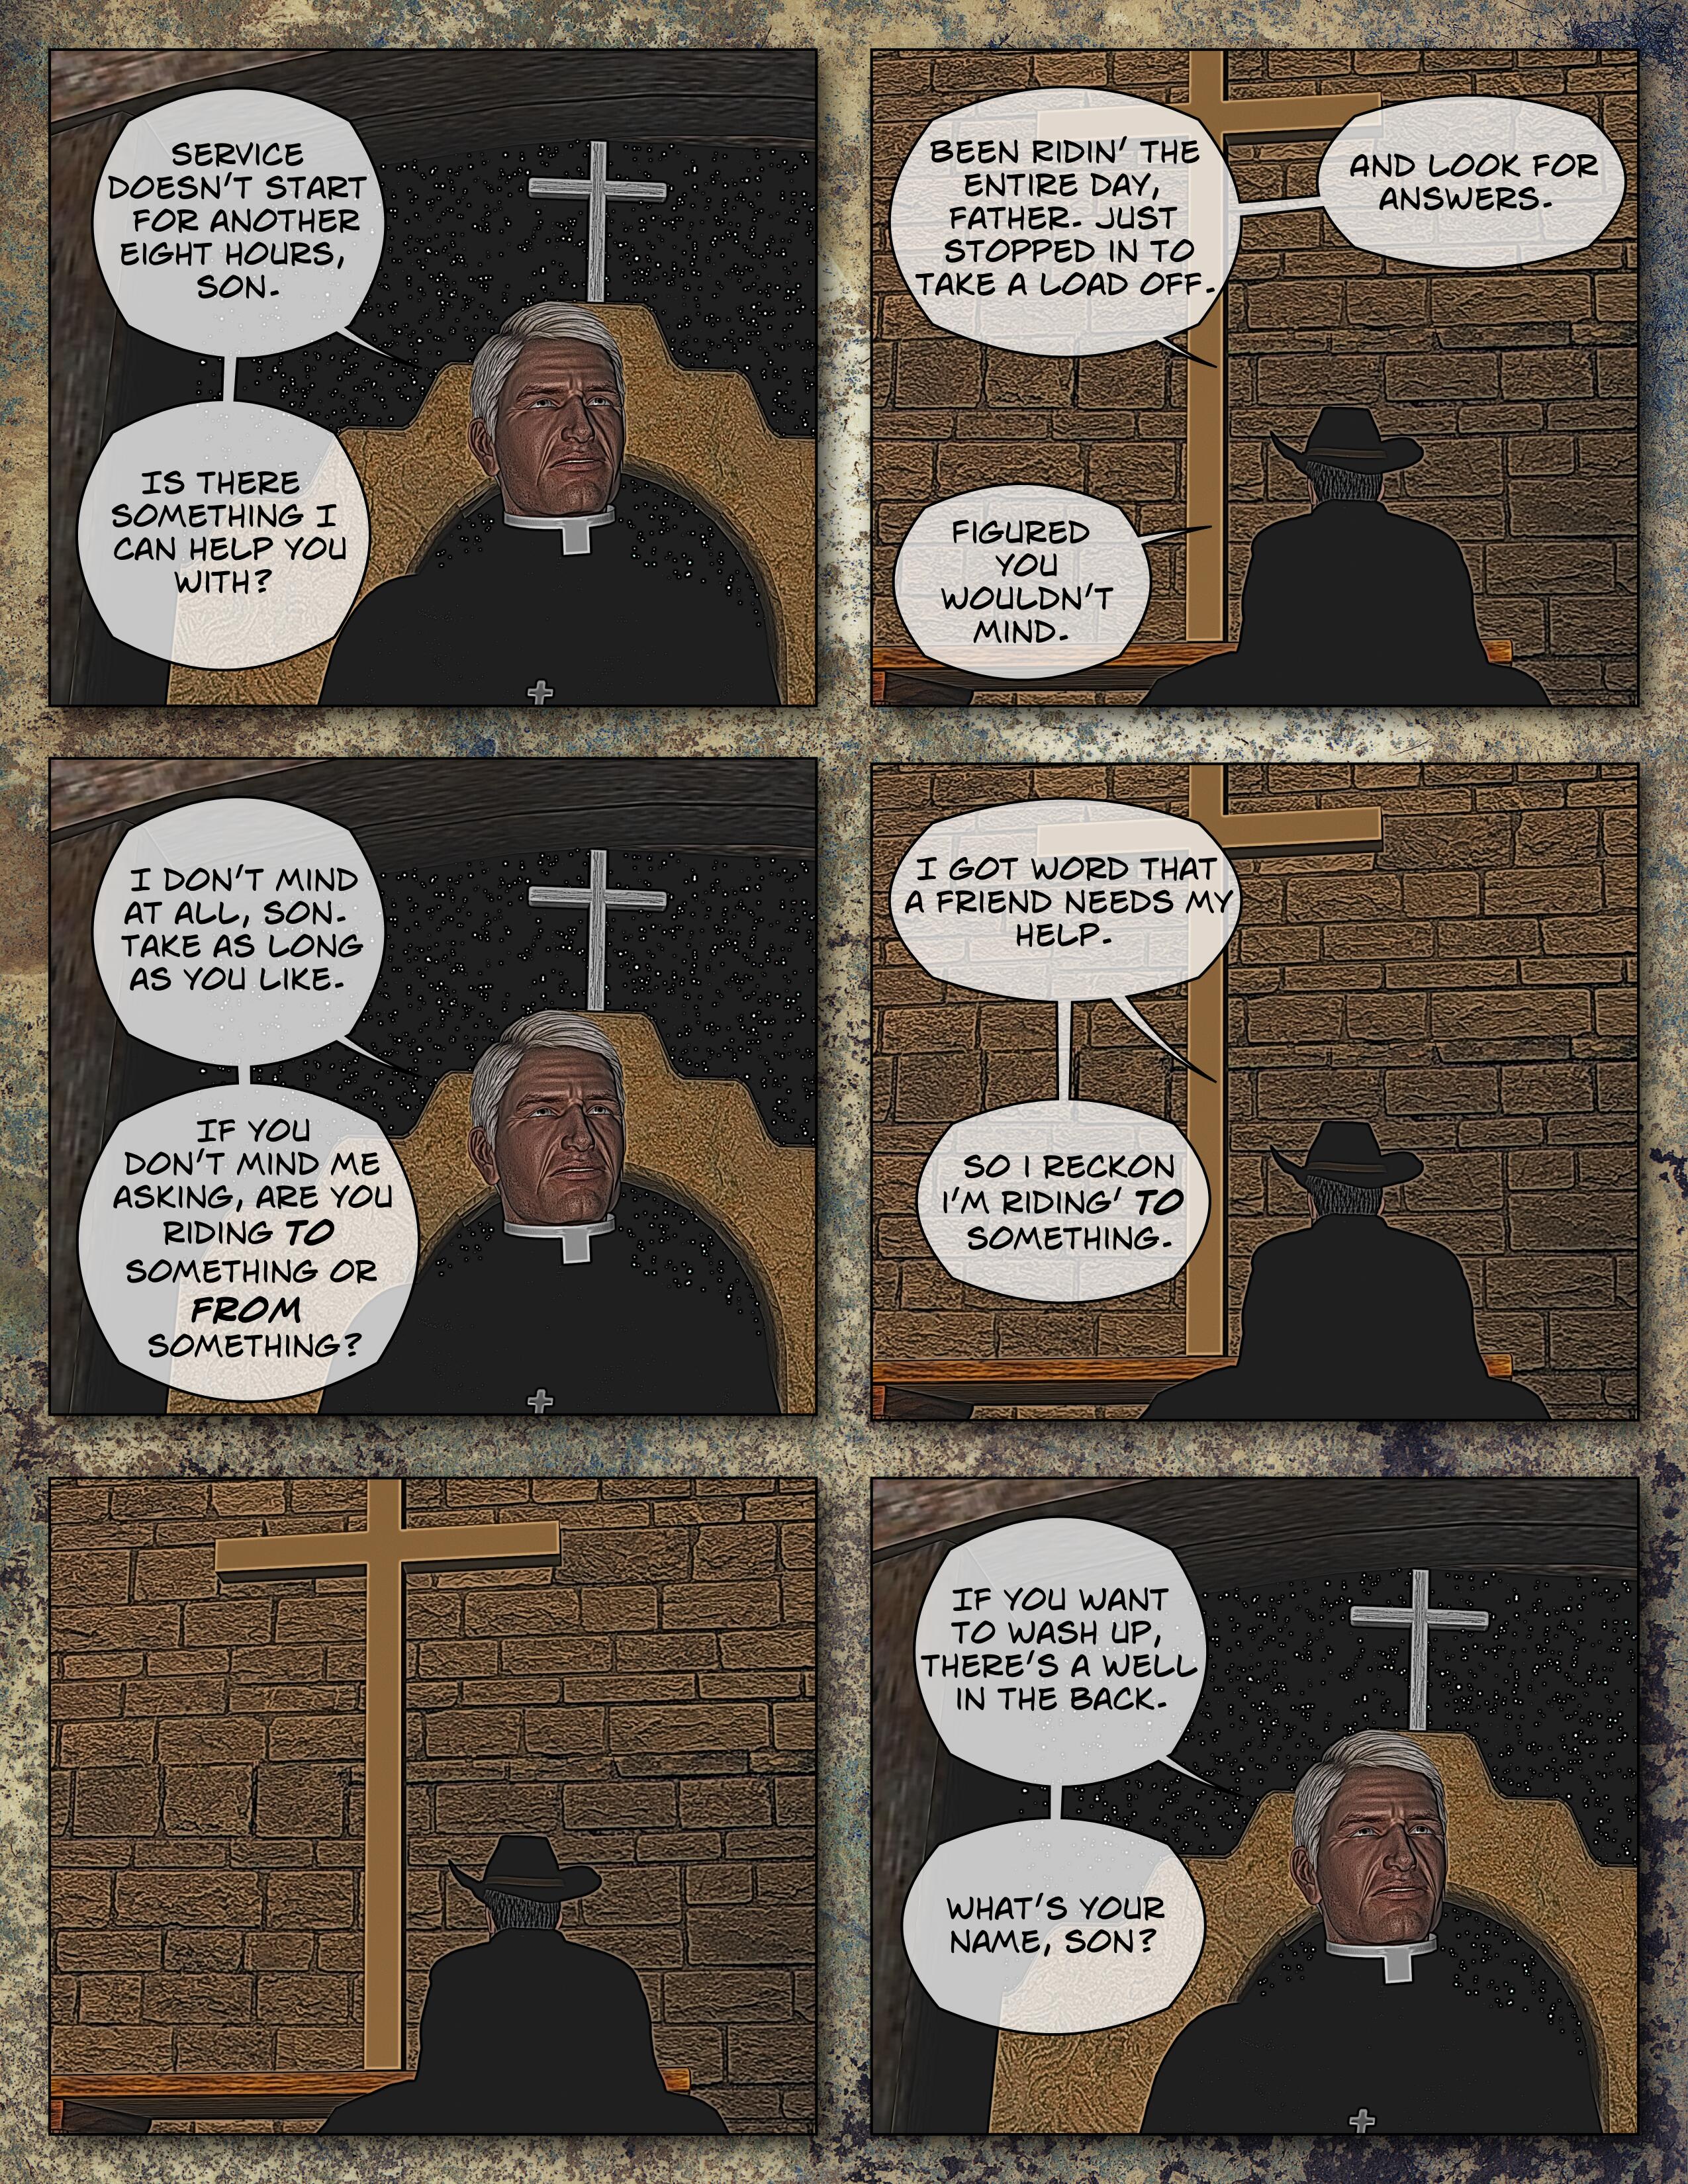 SERVICE
DOESN'T START
FOR ANOTHER
EIGHT HOURS,
SON.
IS THERE
SOMETHING I
CAN HELP YOU
WITH?
BEEN RIDIN' THE
ENTIRE DAY,
FATHER. JUST
STOPPED IN TO
TAKE A LOAD OFF.
AND LOOK FOR
ANSWERS.
FIGURED
YOU
WOULDN'T
MIND.
I DON'T MIND
AT ALL, SON.
TAKE AS LONG
AS YOU LIKE.
IF YOU
DON'T MIND ME
ASKING, ARE YOU
RIDING TO
SOMETHING OR
FROM
SOMETHING?
I GOT WORD THAT
A FRIEND NEEDS MY
HELP.
SO I RECKON
I'M RIDING' TO
SOMETHING.
IF YOU WANT
TO WASH UP,
THERE'S A WELL
IN THE BACK.
WHAT'S YOUR
NAME, SON?